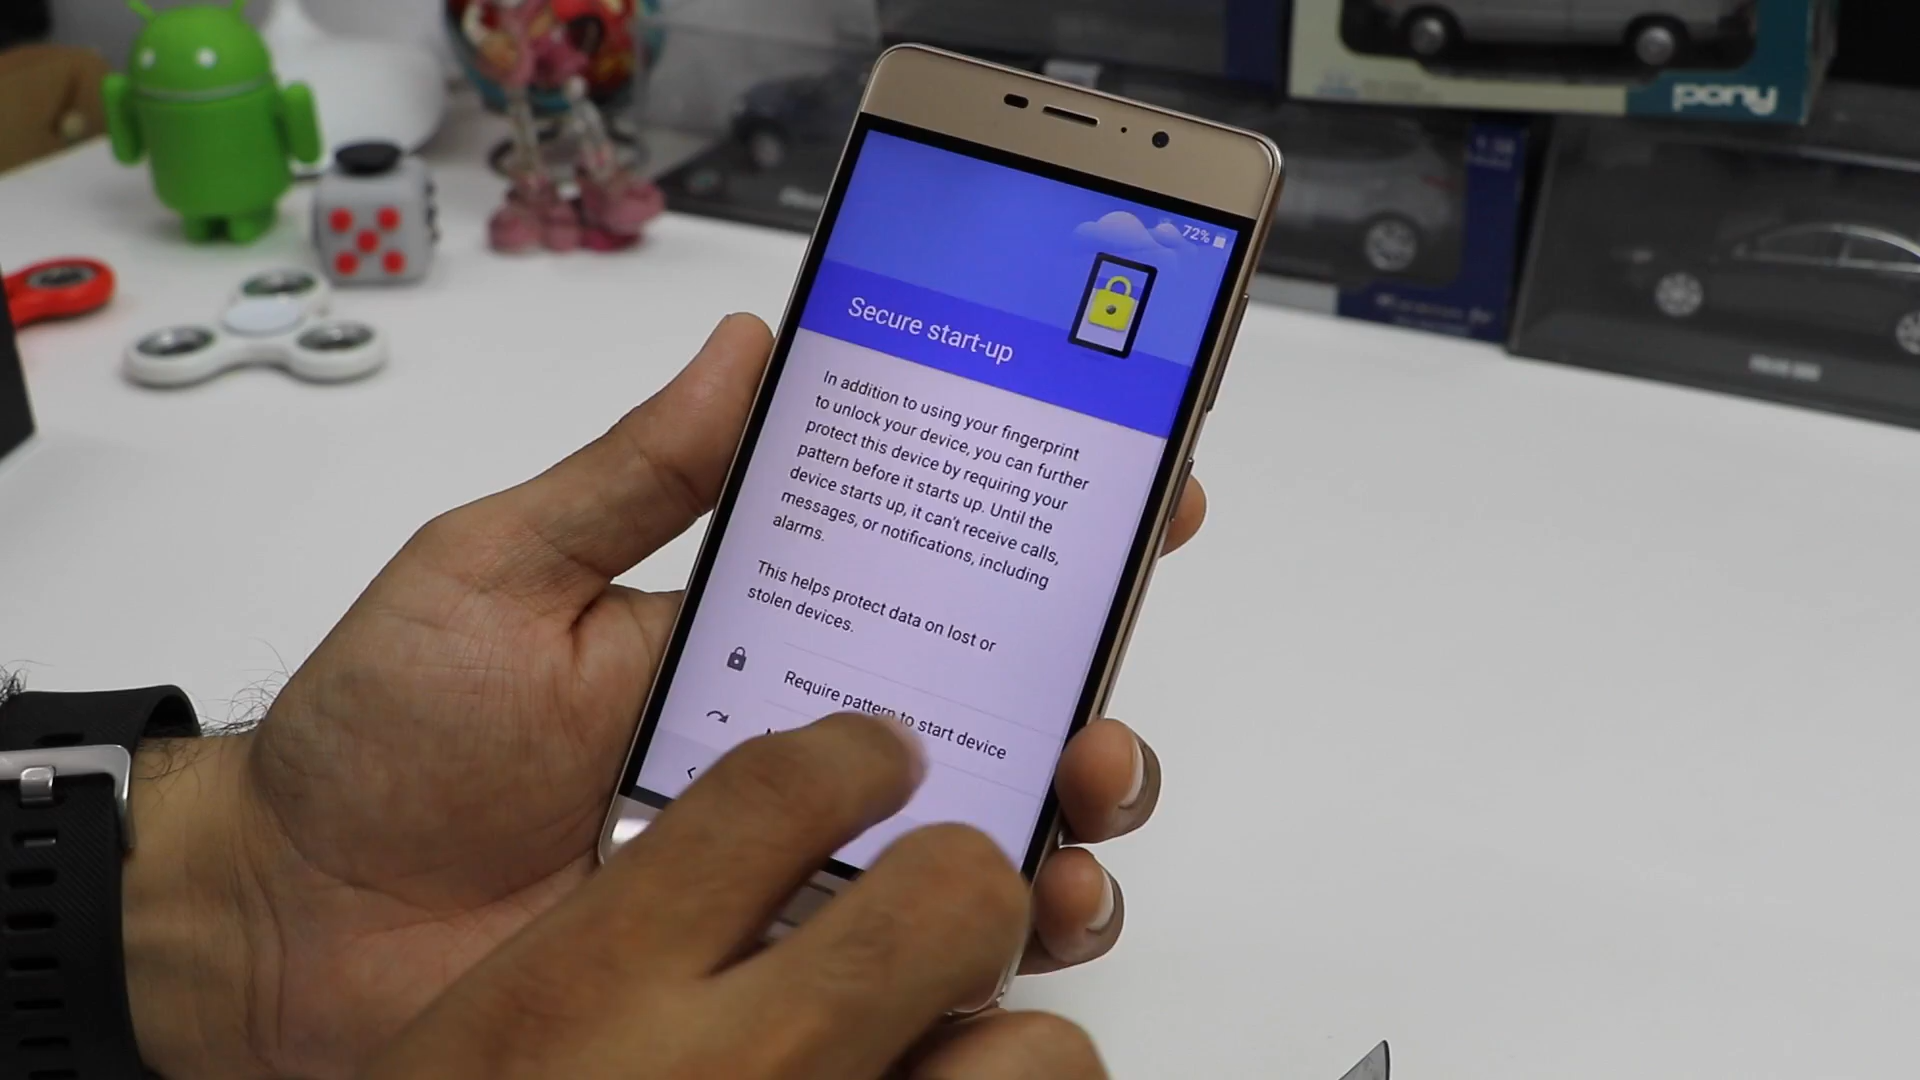 pony
72%
Secure start-up
In addition to using your fingerprint
to unlock your device, you can further
protect this device by requiring your
pattern before it starts up. Until the
device starts up, it can't receive calls,
messages, or notifications, including
alarms.
This helps protect data on lost or
stolen devices.
Require pattern to start device